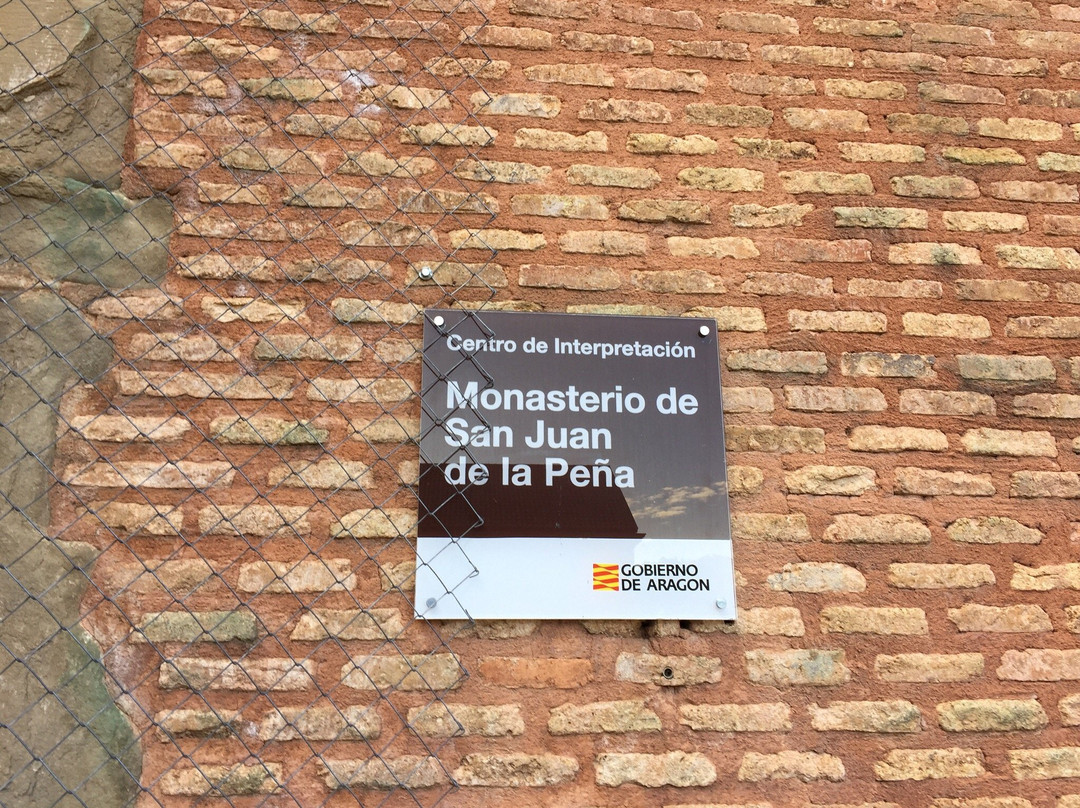 Centro de Interpretación
Monasterio de
San Juan
de la Peña
GOBIERNO
DE ARAGON